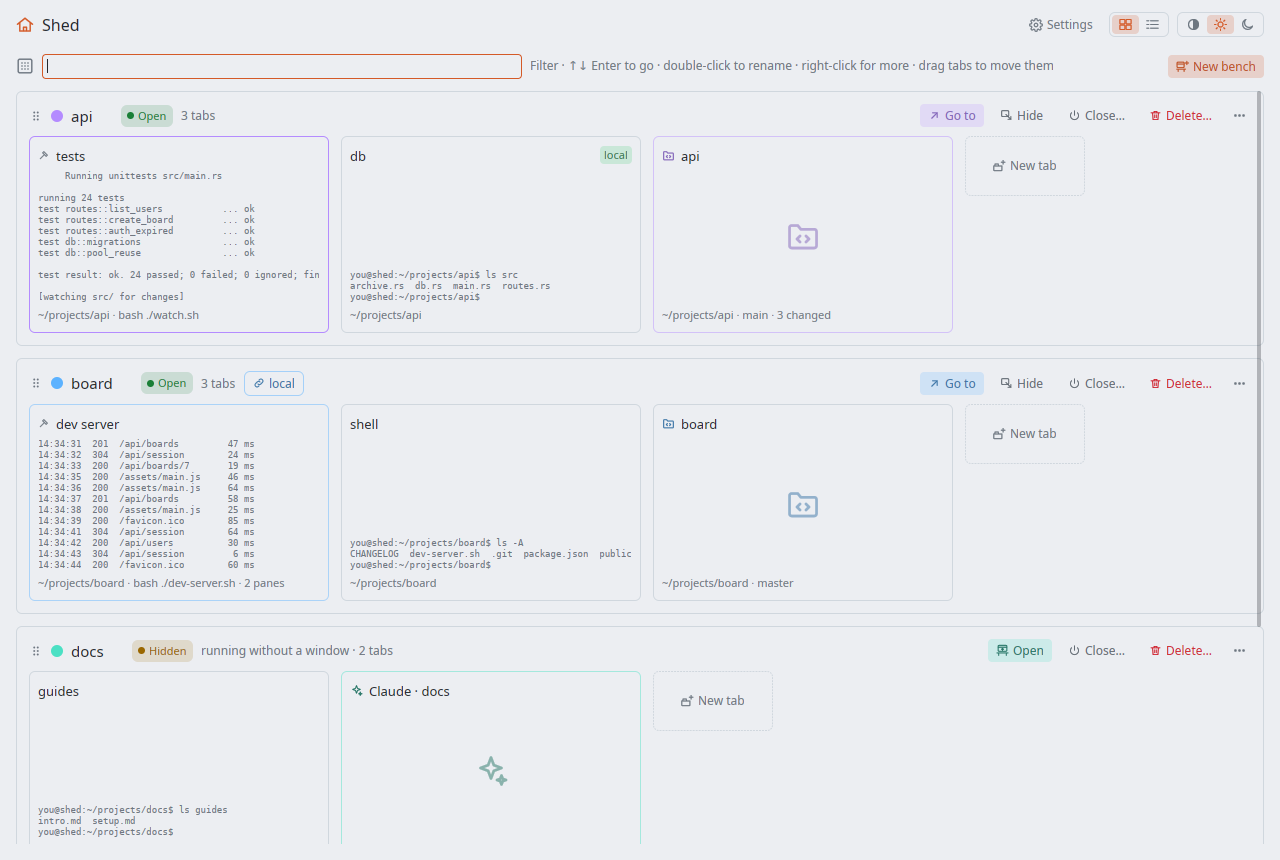 Shed
Settings
Filter · ↑↓ Enter to go · double-click to rename · right-click for more · drag tabs to move them
New bench
api
Open
3 tabs
Go to
Hide
Close...
Delete...
tests
Running unittests src/main.rs
running 24 tests
test routes::list_users ... ok
test routes::create_board ... ok
test routes::auth_expired ... ok
test db::migrations ... ok
test db::pool_reuse ... ok
test result: ok. 24 passed; 0 failed; 0 ignored; fin
[watching src/ for changes]
~/projects/api · bash ./watch.sh
db
local
you@shed:~/projects/api$ ls src
archive.rs db.rs main.rs routes.rs
you@shed:~/projects/api$
~/projects/api
api
~/projects/api · main · 3 changed
New tab
board
Open
3 tabs
local
Go to
Hide
Close...
Delete...
dev server
14:34:31 201 /api/boards 47 ms
14:34:32 304 /api/session 24 ms
14:34:33 200 /api/boards/7 19 ms
14:34:35 200 /assets/main.js 46 ms
14:34:36 200 /assets/main.js 64 ms
14:34:37 201 /api/boards 58 ms
14:34:38 200 /assets/main.js 25 ms
14:34:39 200 /favicon.ico 85 ms
14:34:41 304 /api/session 64 ms
14:34:42 200 /api/users 30 ms
14:34:43 304 /api/session 6 ms
14:34:44 200 /favicon.ico 60 ms
~/projects/board · bash ./dev-server.sh · 2 panes
shell
you@shed:~/projects/board$ ls -A
CHANGELOG dev-server.sh .git package.json public
you@shed:~/projects/board$
~/projects/board
board
~/projects/board · master
New tab
docs
Hidden
running without a window · 2 tabs
Open
Close...
Delete...
guides
you@shed:~/projects/docs$ ls guides
intro.md setup.md
you@shed:~/projects/docs$
Claude · docs
New tab